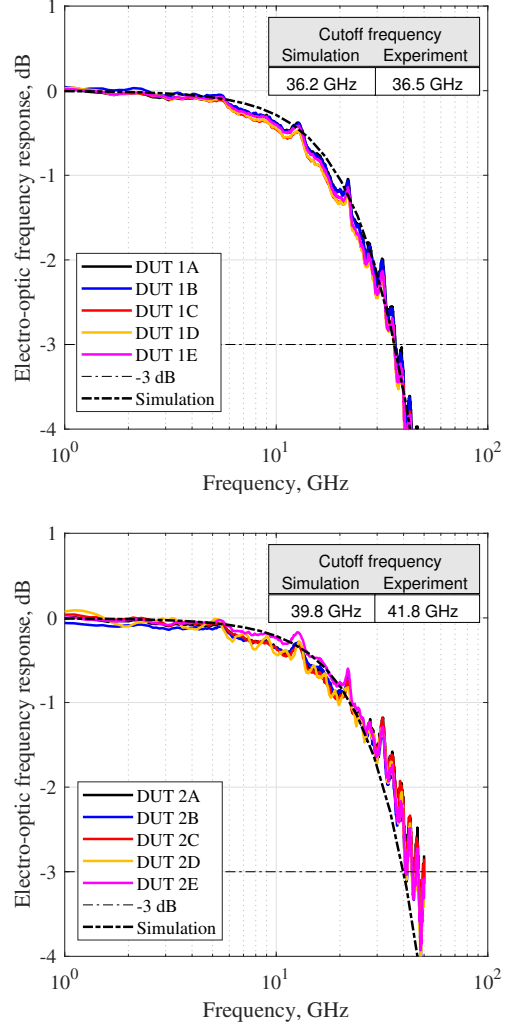 Cutoff frequency
Simulation Experiment
36.2 GHz 36.5 GHz
Electro-optic frequency response, dB
1
0
-1
-2
-3
-4
DUT 1A
DUT 1B
DUT 1C
DUT 1D
DUT 1E
-3 dB
Simulation
10^0 10^1 10^2
Frequency, GHz
Cutoff frequency
Simulation Experiment
39.8 GHz 41.8 GHz
Electro-optic frequency response, dB
1
0
-1
-2
-3
-4
DUT 2A
DUT 2B
DUT 2C
DUT 2D
DUT 2E
-3 dB
Simulation
10^0 10^1 10^2
Frequency, GHz